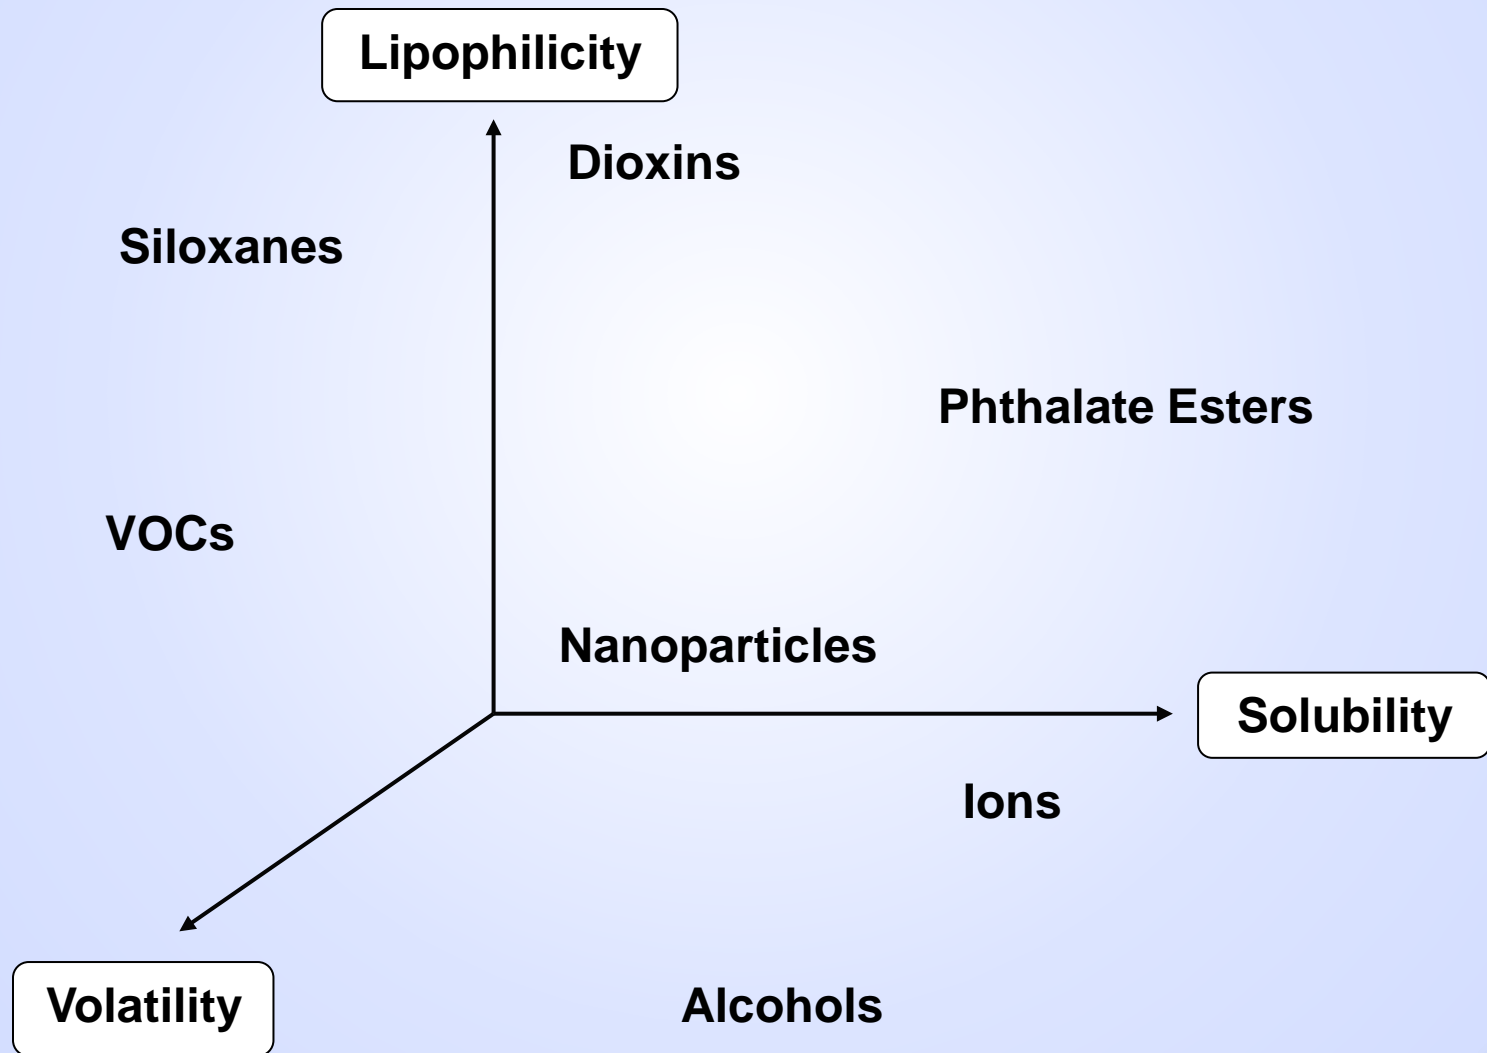 Lipophilicity
Dioxins
Siloxanes
Phthalate Esters
VOCs
Nanoparticles
Solubility
Ions
Volatility
Alcohols